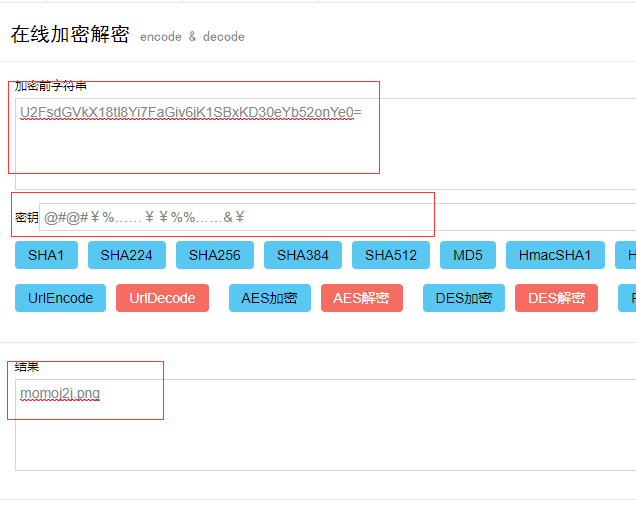 在线加密解密 encode & decode
加密前字符串
U2FsdGVkX18tl8Yi7FaGiv6jK1SBxKD30eYb52onYe0=
密钥 @#@#￥%……￥￥%%……&￥
SHA1 SHA224 SHA256 SHA384 SHA512 MD5 HmacSHA1 H
UrlEncode UrlDecode AES加密 AES解密 DES加密 DES解密
结果
momoj2j.png